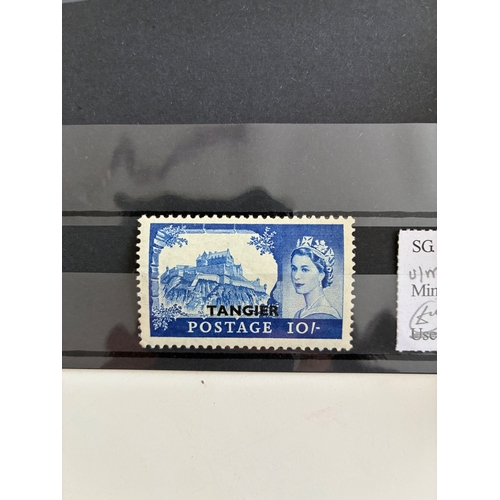 TANGIER
POSTAGE 10/-
SG
u/m
Min
Use